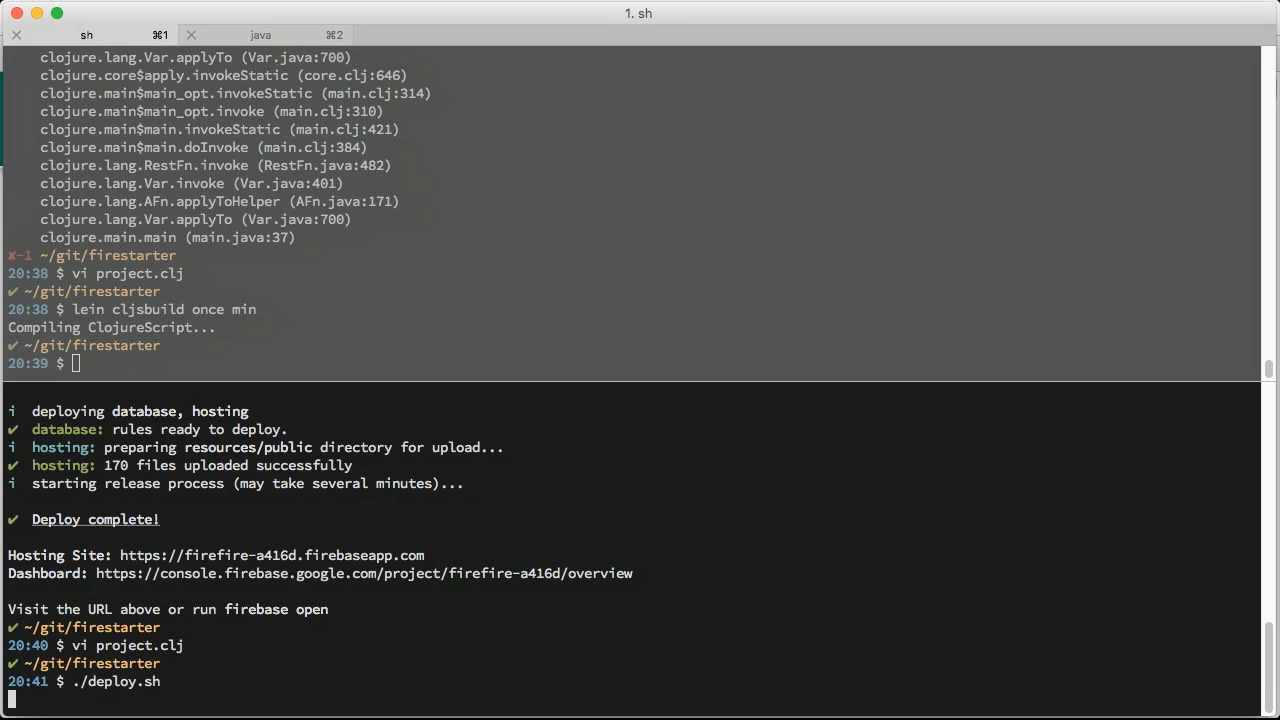 1. sh
sh ⌘1 java ⌘2
clojure.lang.Var.applyTo (Var.java:700)
clojure.core$apply.invokeStatic (core.clj:646)
clojure.main$main_opt.invokeStatic (main.clj:314)
clojure.main$main_opt.invoke (main.clj:310)
clojure.main$main.invokeStatic (main.clj:421)
clojure.main$main.doInvoke (main.clj:384)
clojure.lang.RestFn.invoke (RestFn.java:482)
clojure.lang.Var.invoke (Var.java:401)
clojure.lang.AFn.applyToHelper (AFn.java:171)
clojure.lang.Var.applyTo (Var.java:700)
clojure.main.main (main.java:37)
✘-1 ~/git/firestarter
20:38 $ vi project.clj
✔ ~/git/firestarter
20:38 $ lein cljsbuild once min
Compiling ClojureScript...
✔ ~/git/firestarter
20:39 $
i deploying database, hosting
✔ database: rules ready to deploy.
i hosting: preparing resources/public directory for upload...
✔ hosting: 170 files uploaded successfully
i starting release process (may take several minutes)...
✔ Deploy complete!
Hosting Site: https://firefire-a416d.firebaseapp.com
Dashboard: https://console.firebase.google.com/project/firefire-a416d/overview
Visit the URL above or run firebase open
✔ ~/git/firestarter
20:40 $ vi project.clj
✔ ~/git/firestarter
20:41 $ ./deploy.sh